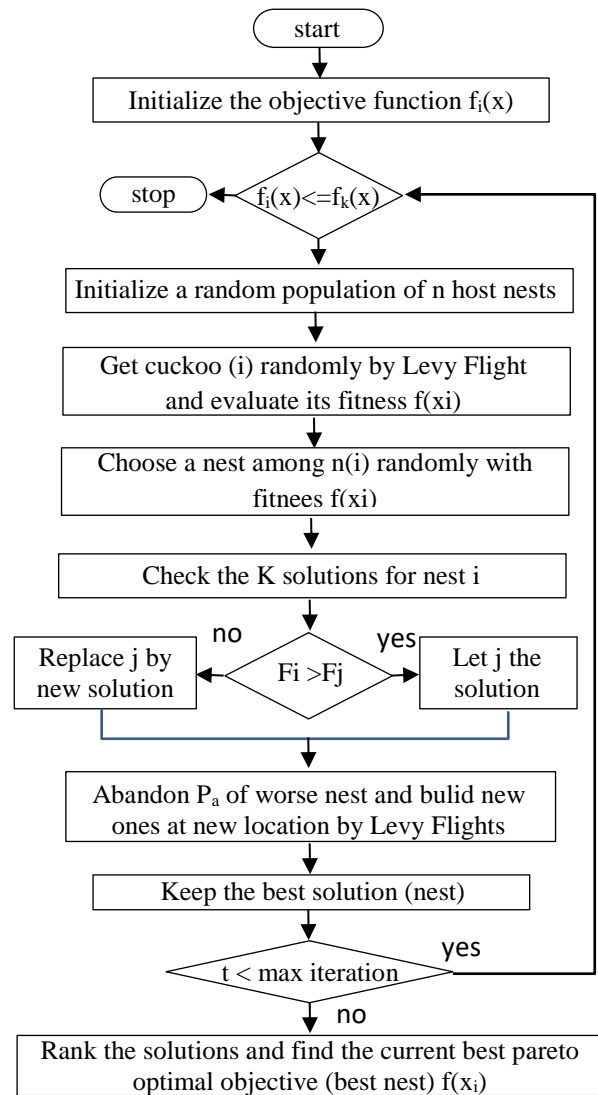 start
Initialize the objective function fi(x)
stop
fi(x)<=fk(x)
Initialize a random population of n host nests
Get cuckoo (i) randomly by Levy Flight
and evaluate its fitness f(xi)
Choose a nest among n(i) randomly with
fitnees f(xi)
Check the K solutions for nest i
no
yes
Replace j by
new solution
Fi >Fj
Let j the
solution
Abandon Pa of worse nest and bulid new
ones at new location by Levy Flights
Keep the best solution (nest)
yes
t < max iteration
no
Rank the solutions and find the current best pareto
optimal objective (best nest) f(xi)